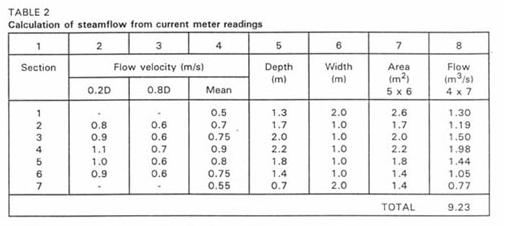 TABLE 2
Calculation of steamflow from current meter readings
1 2 3 4 5 6 7 8
Section Flow velocity (m/s) Depth (m) Width (m) Area (m²) 5 x 6 Flow (m³/s) 4 x 7
0.2D 0.8D Mean
1 - - 0.5 1.3 2.0 2.6 1.30
2 0.8 0.6 0.7 1.7 1.0 1.7 1.19
3 0.9 0.6 0.75 2.0 1.0 2.0 1.50
4 1.1 0.7 0.9 2.2 1.0 2.2 1.98
5 1.0 0.6 0.8 1.8 1.0 1.8 1.44
6 0.9 0.6 0.75 1.4 1.0 1.4 1.05
7 - - 0.55 0.7 2.0 1.4 0.77
TOTAL 9.23